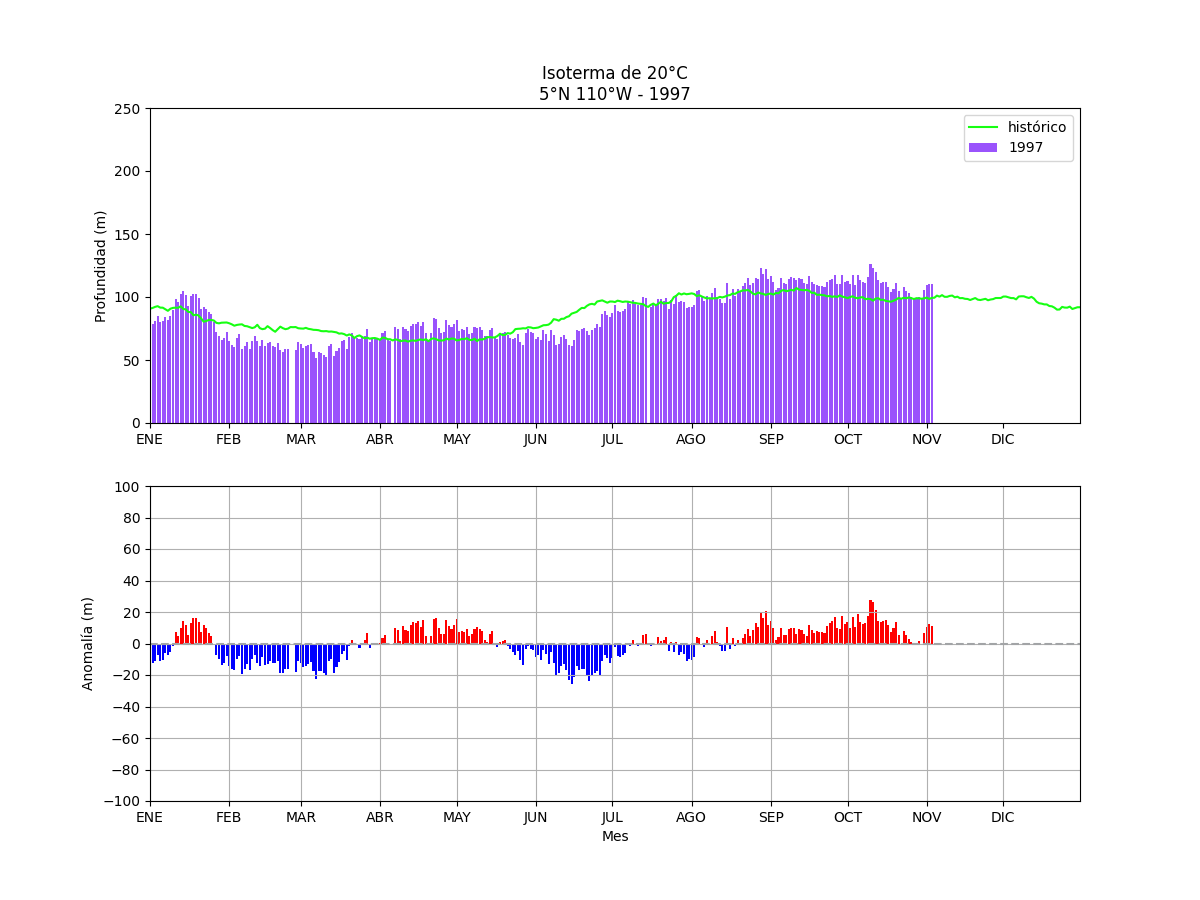 Isoterma de 20°C
5°N 110°W - 1997
histórico
1997
Profundidad (m)
250
200
150
100
50
0
ENE FEB MAR ABR MAY JUN JUL AGO SEP OCT NOV DIC
Anomalía (m)
100
80
60
40
20
0
−20
−40
−60
−80
−100
ENE FEB MAR ABR MAY JUN JUL AGO SEP OCT NOV DIC
Mes